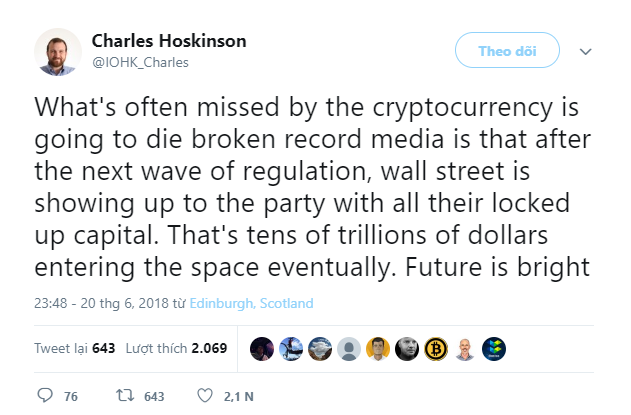 Charles Hoskinson
@IOHK_Charles
Theo dõi
What's often missed by the cryptocurrency is
going to die broken record media is that after
the next wave of regulation, wall street is
showing up to the party with all their locked
up capital. That's tens of trillions of dollars
entering the space eventually. Future is bright
23:48 - 20 thg 6, 2018 từ Edinburgh, Scotland
Tweet lại 643 Lượt thích 2.069
76 643 2,1 N